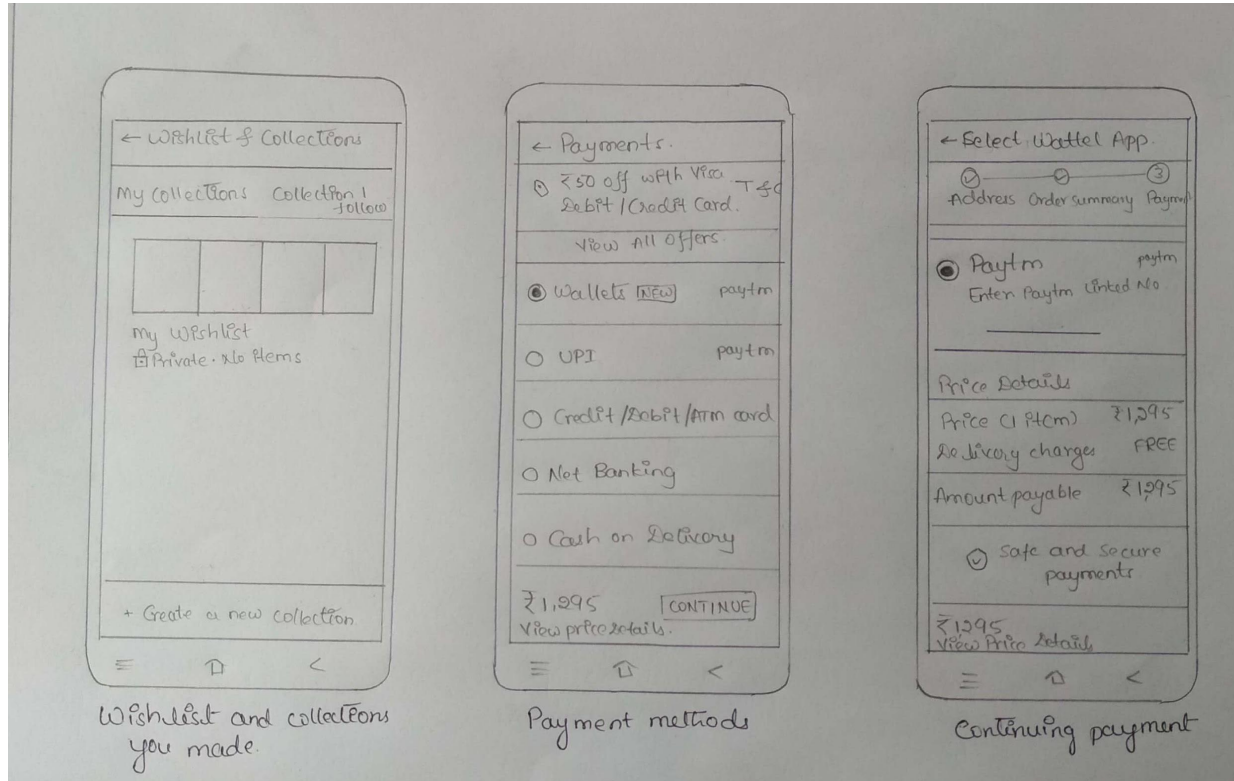 ← Wishlist & Collections
My Collections Collection I
follow
My Wishlist
Private · No items
+ Create a new collection
Wishlist and collections
you made.
← Payments.
₹50 off with Visa T&C
Debit / Credit Card.
View All Offers.
Wallets NEW paytm
UPI paytm
Credit/Debit/ATM card
Net Banking
Cash on Delivery
₹1,295 CONTINUE
View price details.
Payment methods
← Select Wattel App.
3
Address Order summary Payment
Paytm paytm
Enter Paytm Linked No
Price Details
Price (1 item) ₹1,295
Delivery charges FREE
Amount payable ₹1,295
Safe and Secure
payments
₹1295
View Price Details
Continuing payment